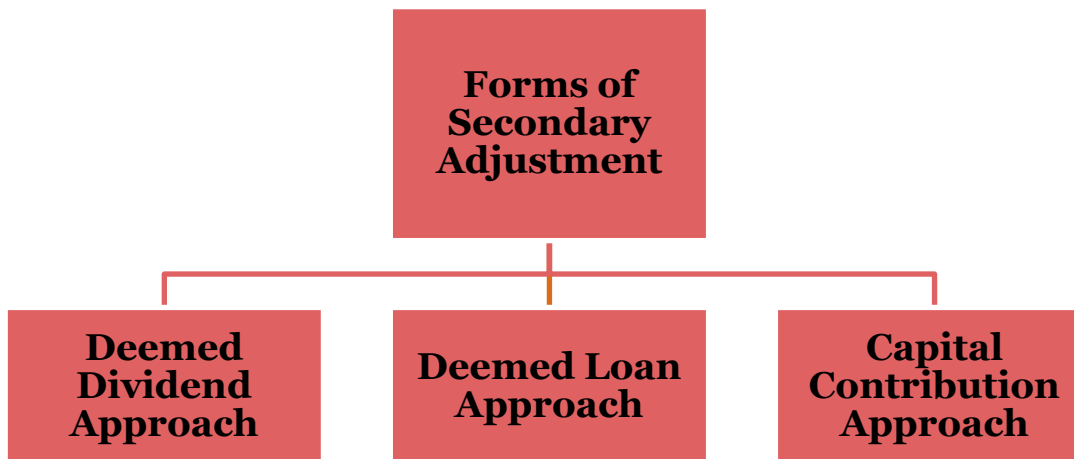 Forms of
Secondary
Adjustment
Deemed
Dividend
Approach
Deemed Loan
Approach
Capital
Contribution
Approach